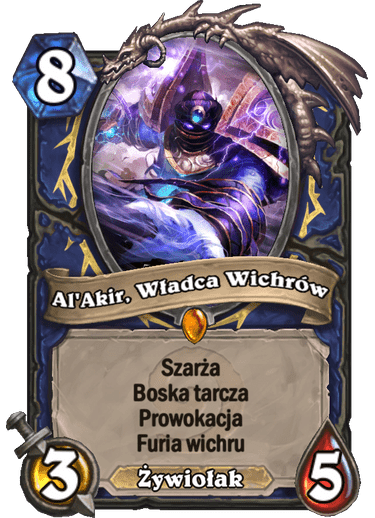 8
Al'Akir, Władca Wichrów
Szarża
Boska tarcza
Prowokacja
Furia wichru
3
Żywiołak
5